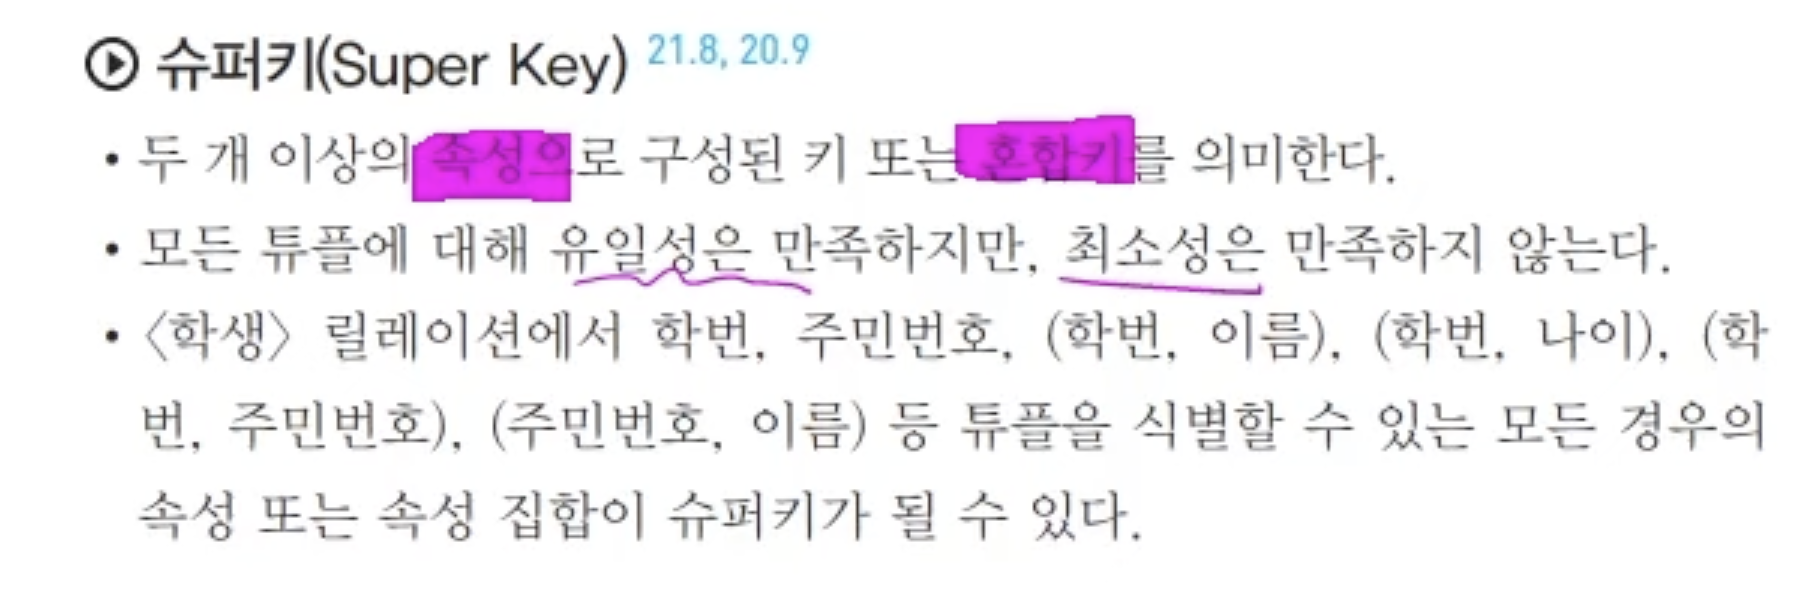 슈퍼키(Super Key) 21.8, 20.9
• 두 개 이상의 속성으로 구성된 키 또는 혼합키를 의미한다.
• 모든 튜플에 대해 유일성은 만족하지만, 최소성은 만족하지 않는다.
• 〈학생〉 릴레이션에서 학번, 주민번호, (학번, 이름), (학번, 나이), (학
번, 주민번호), (주민번호, 이름) 등 튜플을 식별할 수 있는 모든 경우의
속성 또는 속성 집합이 슈퍼키가 될 수 있다.